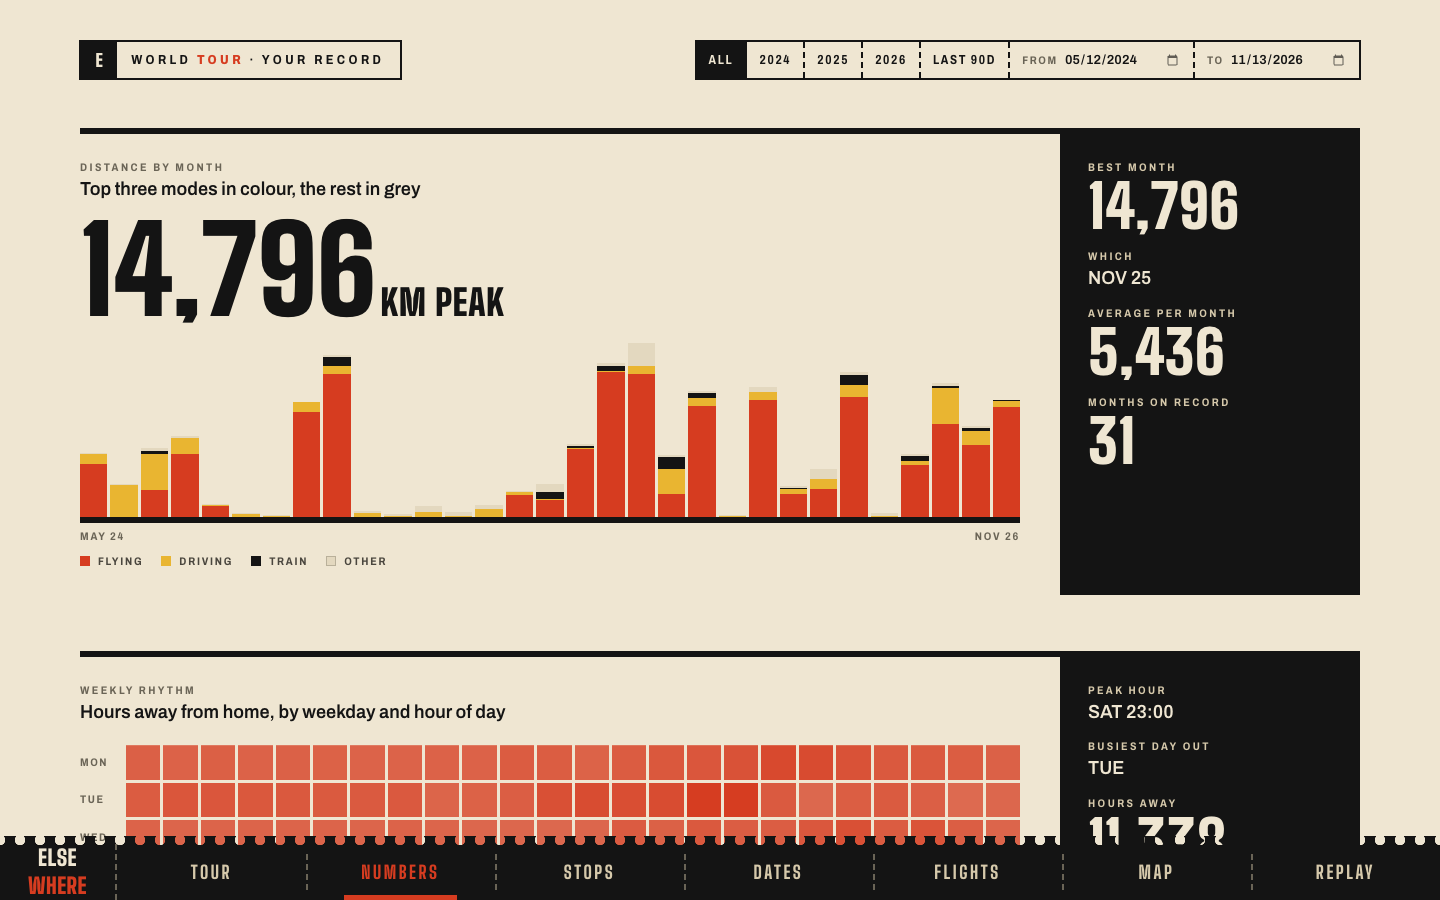 E WORLD TOUR · YOUR RECORD
ALL 2024 2025 2026 LAST 90D FROM 05/12/2024 TO 11/13/2026
DISTANCE BY MONTH
Top three modes in colour, the rest in grey
14,796 KM PEAK
MAY 24 NOV 26
FLYING DRIVING TRAIN OTHER
BEST MONTH
14,796
WHICH
NOV 25
AVERAGE PER MONTH
5,436
MONTHS ON RECORD
31
WEEKLY RHYTHM
Hours away from home, by weekday and hour of day
MON
TUE
WED
PEAK HOUR
SAT 23:00
BUSIEST DAY OUT
TUE
HOURS AWAY
ELSE
WHERE
TOUR NUMBERS STOPS DATES FLIGHTS MAP REPLAY